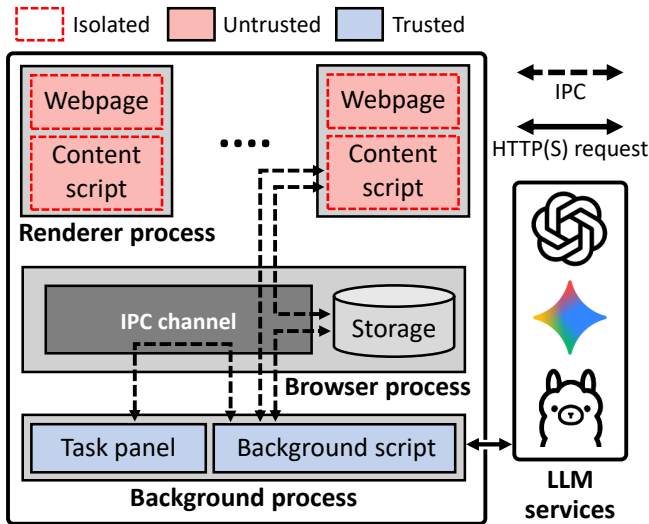 Isolated
Untrusted
Trusted
Webpage
Content
script
....
Webpage
Content
script
Renderer process
IPC
HTTP(S) request
IPC channel
Storage
Browser process
Task panel
Background script
Background process
LLM
services